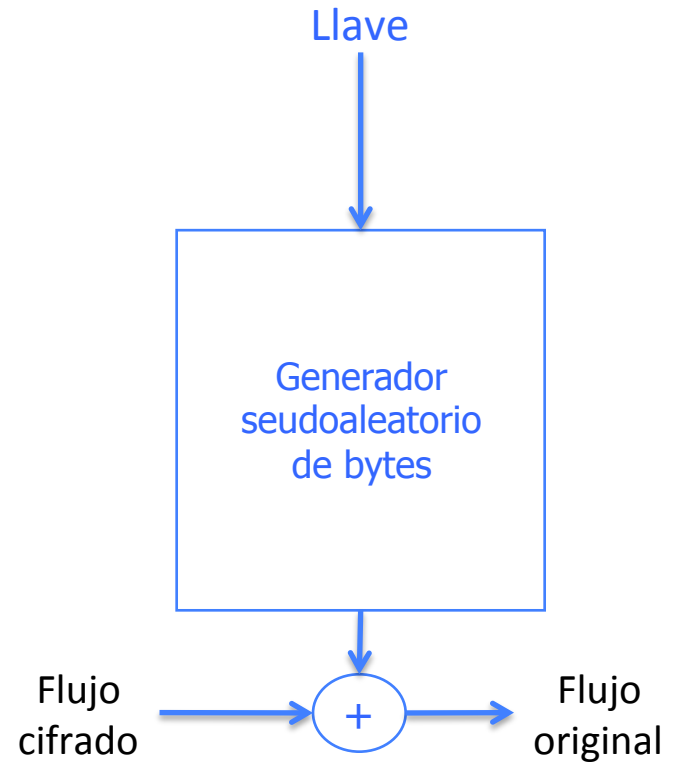 Llave
Generador
seudoaleatorio
de bytes
Flujo
cifrado
+
Flujo
original